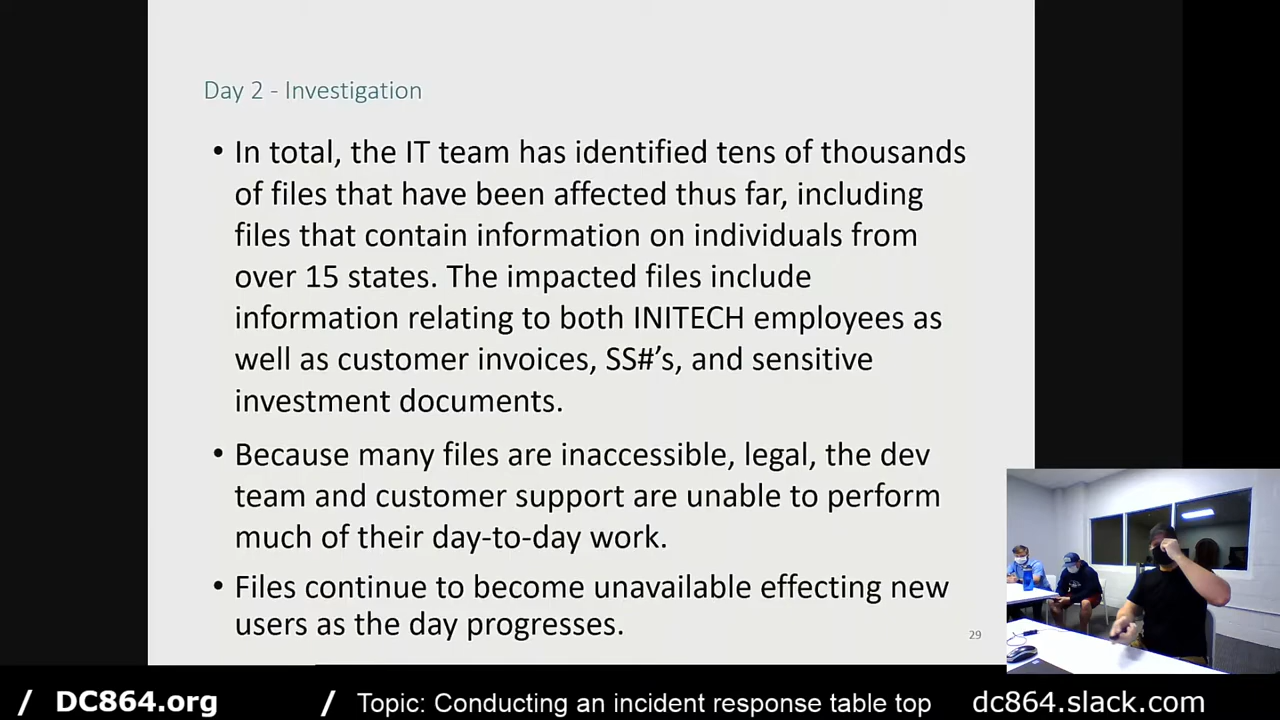 Day 2 - Investigation
• In total, the IT team has identified tens of thousands
of files that have been affected thus far, including
files that contain information on individuals from
over 15 states. The impacted files include
information relating to both INITECH employees as
well as customer invoices, SS#’s, and sensitive
investment documents.
• Because many files are inaccessible, legal, the dev
team and customer support are unable to perform
much of their day-to-day work.
• Files continue to become unavailable effecting new
users as the day progresses.
29
/ DC864.org / Topic: Conducting an incident response table top dc864.slack.com